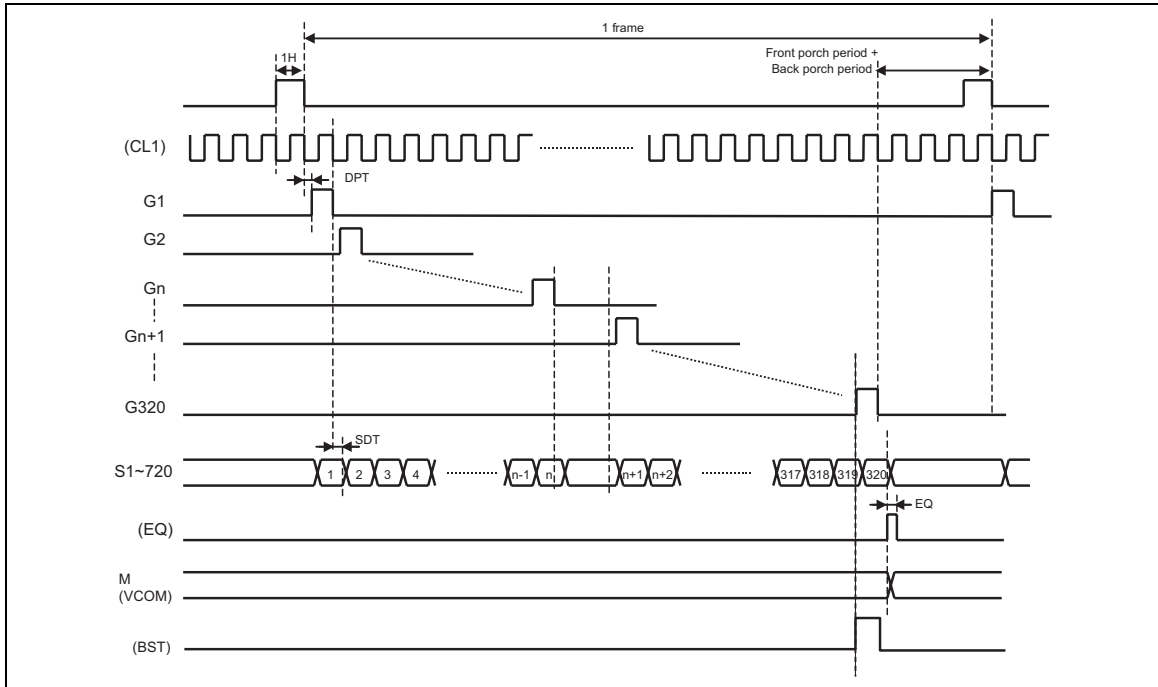 1 frame
1H
Front porch period +
Back porch period
(CL1)
DPT
G1
G2
Gn
Gn+1
G320
SDT
S1~720
1 2 3 4 n-1 n n+1 n+2 317 318 319 320
EQ
(EQ)
M
(VCOM)
(BST)